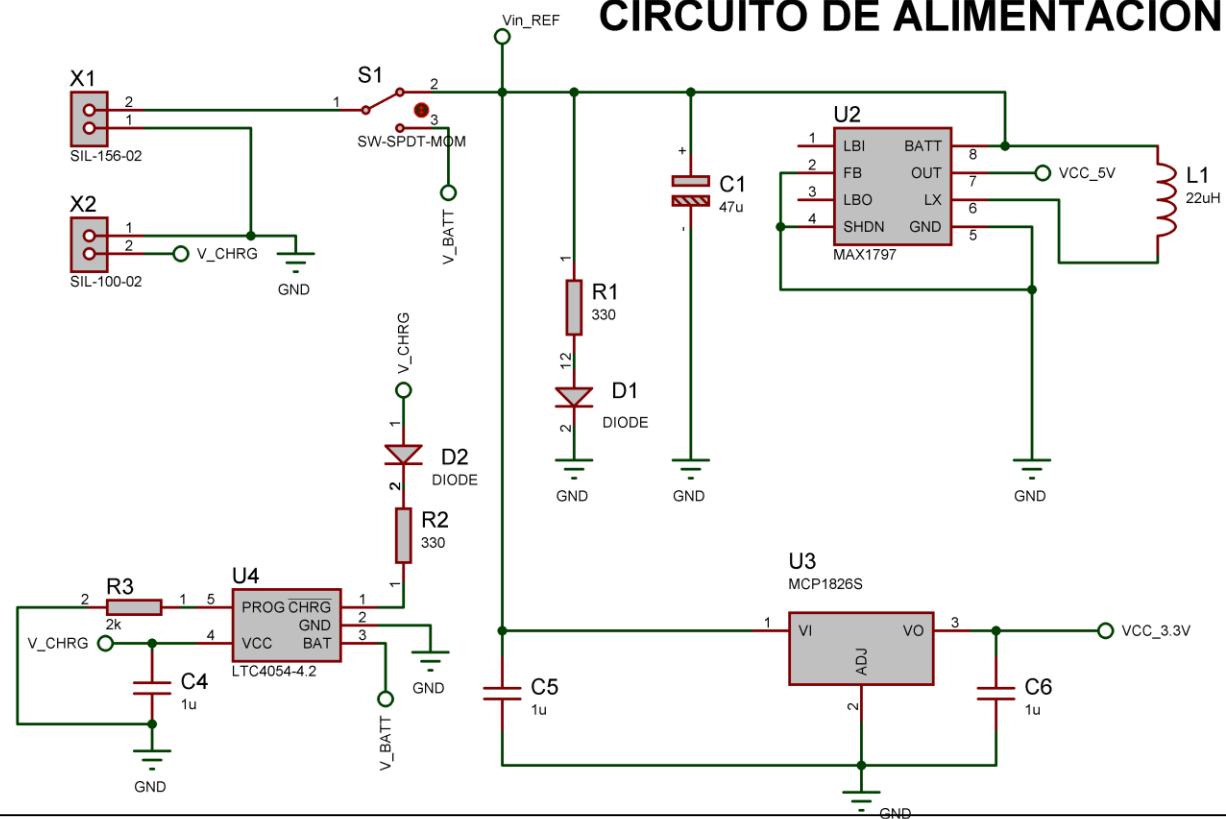 CIRCUITO DE ALIMENTACION
Vin_REF
X1
2
1
SIL-156-02
S1
1
2
3
SW-SPDT-MOM
V_BATT
X2
1
2
SIL-100-02
V_CHRG
GND
C1
47u
+
-
U2
1 LBI BATT 8
2 FB OUT 7
3 LBO LX 6
4 SHDN GND 5
MAX1797
VCC_5V
L1
22uH
1
R1
330
12
D1
DIODE
2
GND
GND
GND
V_CHRG
1
D2
DIODE
2
R2
330
1
R3
2 1
2k
U4
5 PROG CHRG 1
GND 2
4 VCC BAT 3
LTC4054-4.2
V_CHRG
C4
1u
GND
GND
V_BATT
U3
MCP1826S
1 VI VO 3
ADJ
2
VCC_3.3V
C5
1u
C6
1u
GND